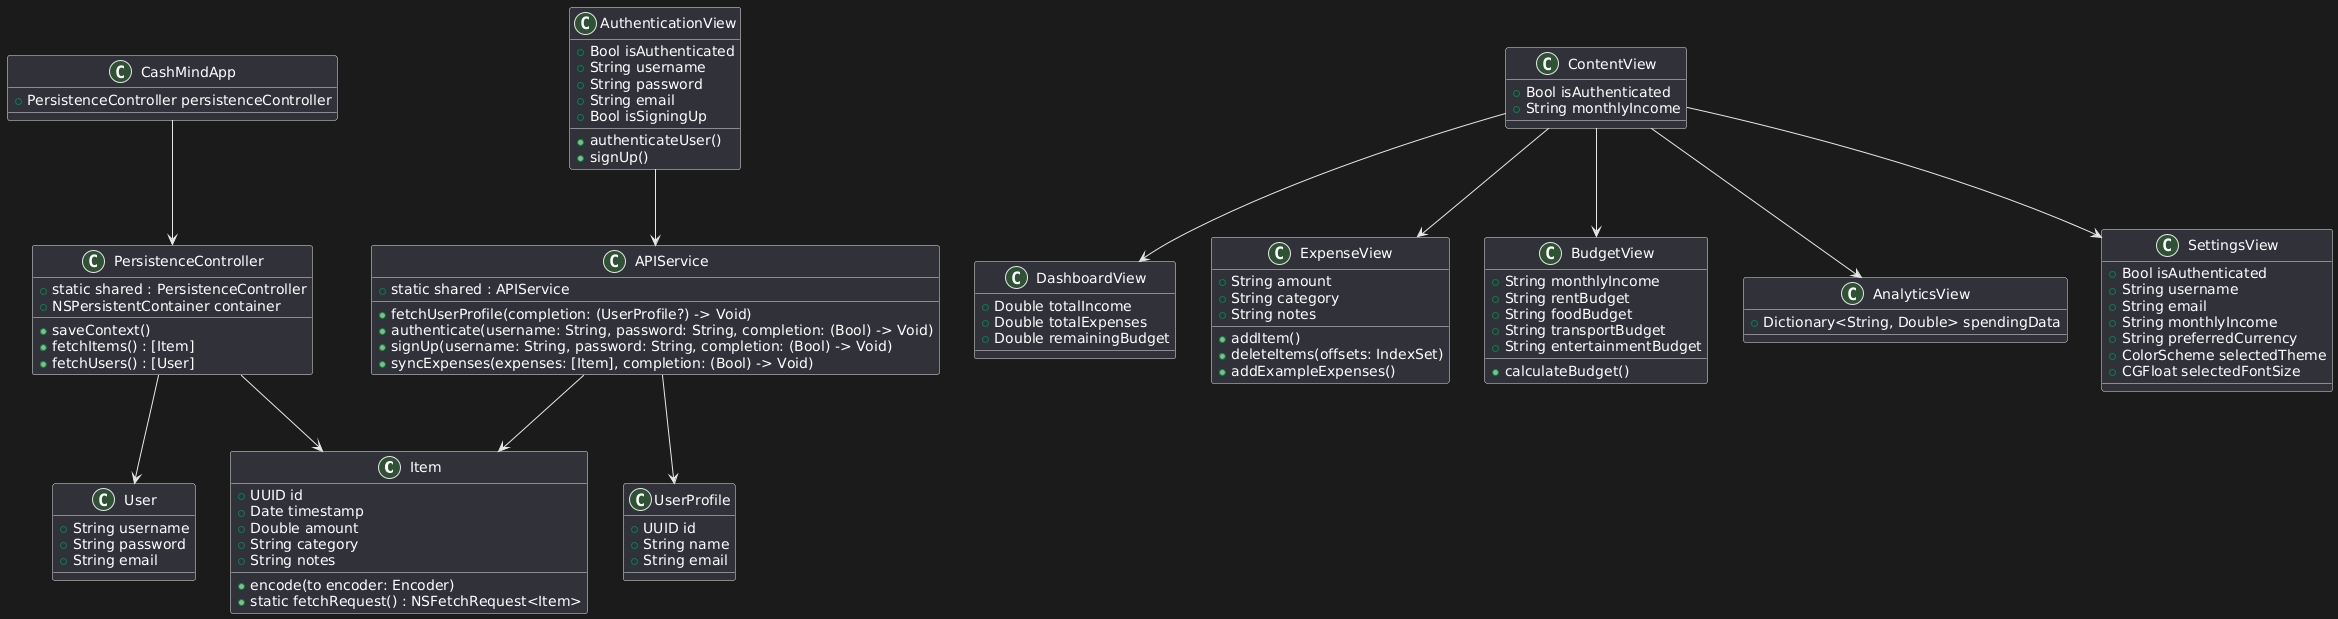 C CashMindApp
PersistenceController persistenceController
C AuthenticationView
Bool isAuthenticated
String username
String password
String email
Bool isSigningUp
authenticateUser()
signUp()
C ContentView
Bool isAuthenticated
String monthlyIncome
C PersistenceController
static shared : PersistenceController
NSPersistentContainer container
saveContext()
fetchItems() : [Item]
fetchUsers() : [User]
C APIService
static shared : APIService
fetchUserProfile(completion: (UserProfile?) -> Void)
authenticate(username: String, password: String, completion: (Bool) -> Void)
signUp(username: String, password: String, completion: (Bool) -> Void)
syncExpenses(expenses: [Item], completion: (Bool) -> Void)
C DashboardView
Double totalIncome
Double totalExpenses
Double remainingBudget
C ExpenseView
String amount
String category
String notes
addItem()
deleteItems(offsets: IndexSet)
addExampleExpenses()
C BudgetView
String monthlyIncome
String rentBudget
String foodBudget
String transportBudget
String entertainmentBudget
calculateBudget()
C AnalyticsView
Dictionary<String, Double> spendingData
C SettingsView
Bool isAuthenticated
String username
String email
String monthlyIncome
String preferredCurrency
ColorScheme selectedTheme
CGFloat selectedFontSize
C User
String username
String password
String email
C Item
UUID id
Date timestamp
Double amount
String category
String notes
encode(to encoder: Encoder)
static fetchRequest() : NSFetchRequest<Item>
C UserProfile
UUID id
String name
String email